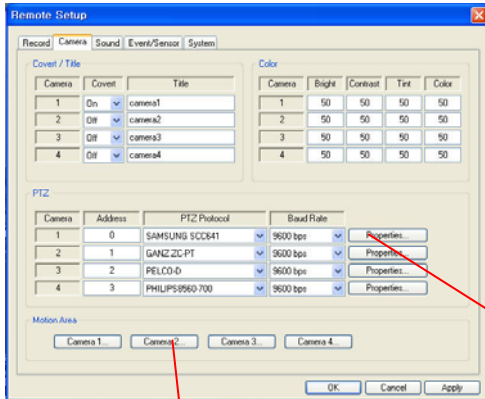 Remote Setup
Record Camera Sound Event/Sensor System
Covert / Title
Camera Covert Title
1 On camera1
2 Off camera2
3 Off camera3
4 Off camera4
Color
Camera Bright Contrast Tint Color
1 50 50 50 50
2 50 50 50 50
3 50 50 50 50
4 50 50 50 50
PTZ
Camera Address PTZ Protocol Baud Rate
1 0 SAMSUNG SCC641 9600 bps Properties...
2 1 GANZ ZC-PT 9600 bps Properties...
3 2 PELCO-D 9600 bps Properties...
4 3 PHILIPS8560-700 9600 bps Properties...
Motion Area
Camera 1... Camera 2... Camera 3... Camera 4...
OK Cancel Apply